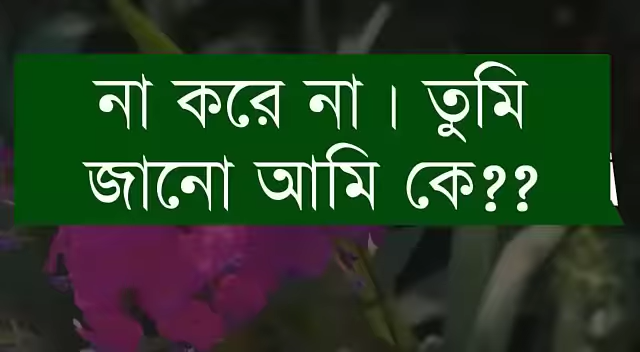 না করে না । তুমি
জানো আমি কে??